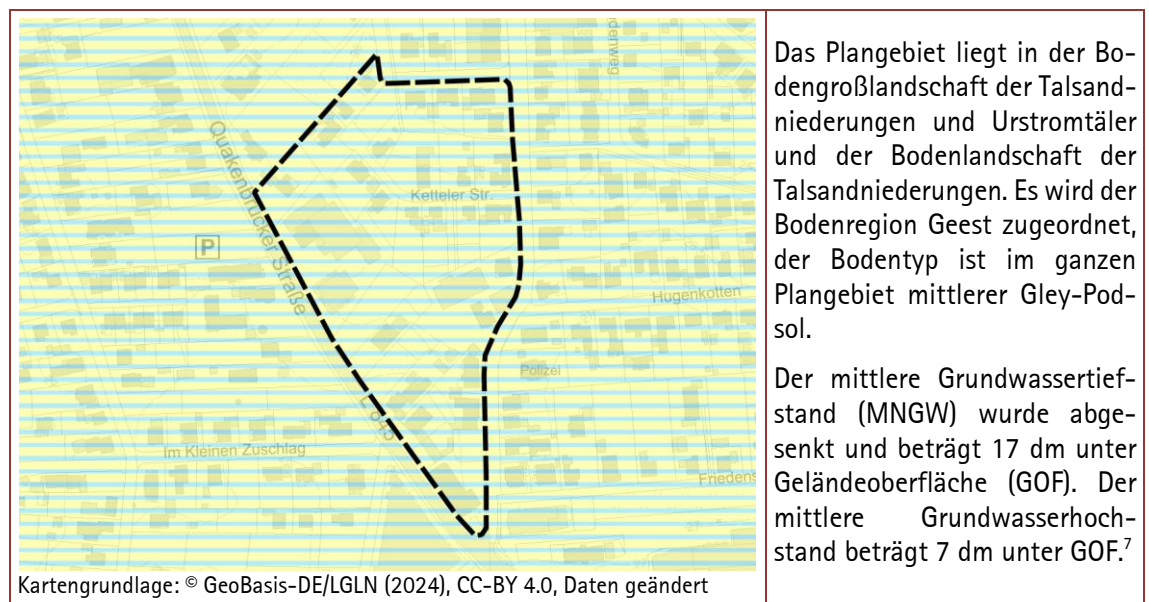 denweg
Quakenbrücker Straße
Ketteler Str.
P
Hugenkotten
Polizei
L 845
Im Kleinen Zuschlag
Friedens
Kartengrundlage: © GeoBasis-DE/LGLN (2024), CC-BY 4.0, Daten geändert
Das Plangebiet liegt in der Bo-
dengroßlandschaft der Talsand-
niederungen und Urstromtäler
und der Bodenlandschaft der
Talsandniederungen. Es wird der
Bodenregion Geest zugeordnet,
der Bodentyp ist im ganzen
Plangebiet mittlerer Gley-Pod-
sol.
Der mittlere Grundwassertief-
stand (MNGW) wurde abge-
senkt und beträgt 17 dm unter
Geländeoberfläche (GOF). Der
mittlere Grundwasserhoch-
stand beträgt 7 dm unter GOF.7